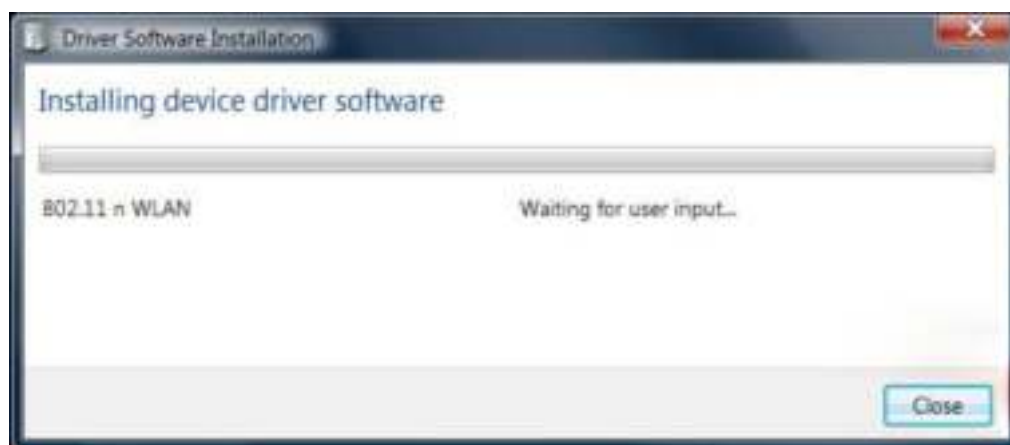 Driver Software Installation
Installing device driver software
802.11 n WLAN Waiting for user input...
Close